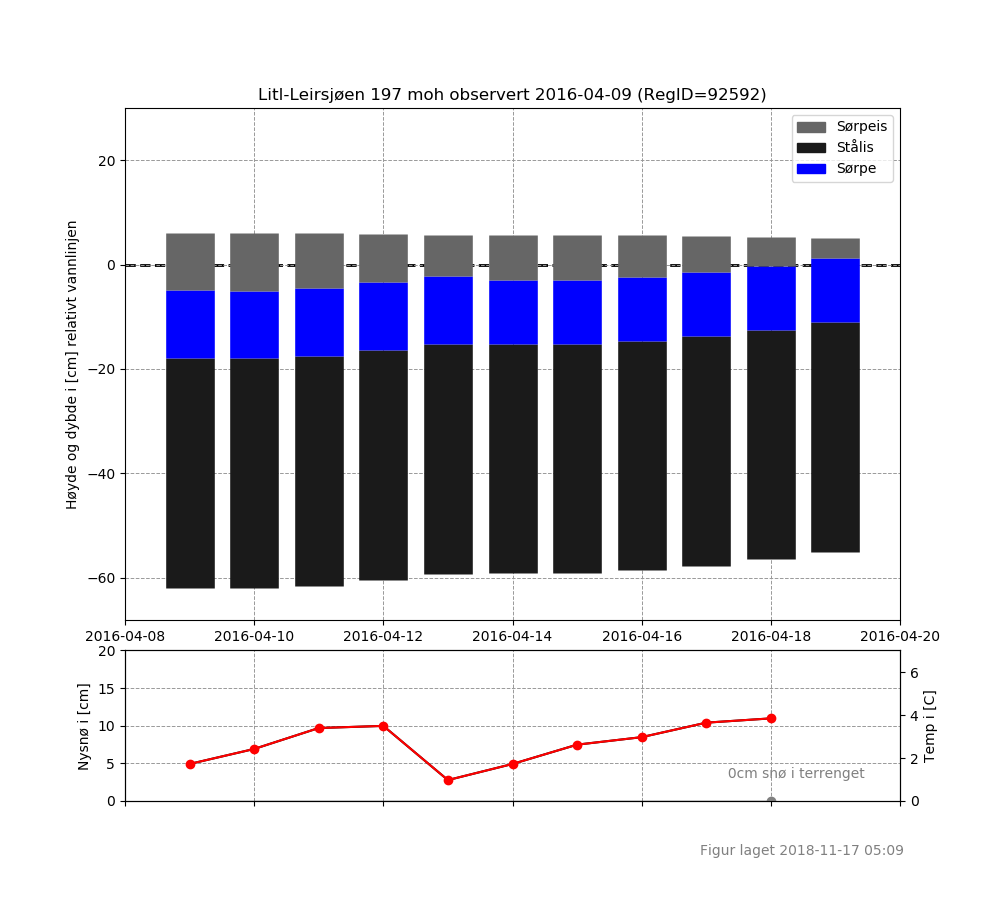 Litl-Leirsjøen 197 moh observert 2016-04-09 (RegID=92592)
Sørpeis
Stålis
Sørpe
Høyde og dybde i [cm] relativt vannlinjen
20
0
−20
−40
−60
2016-04-08 2016-04-10 2016-04-12 2016-04-14 2016-04-16 2016-04-18 2016-04-20
Nysnø i [cm]
20
15
10
5
0
6
4
2
0
Temp i [C]
0cm snø i terrenget
Figur laget 2018-11-17 05:09